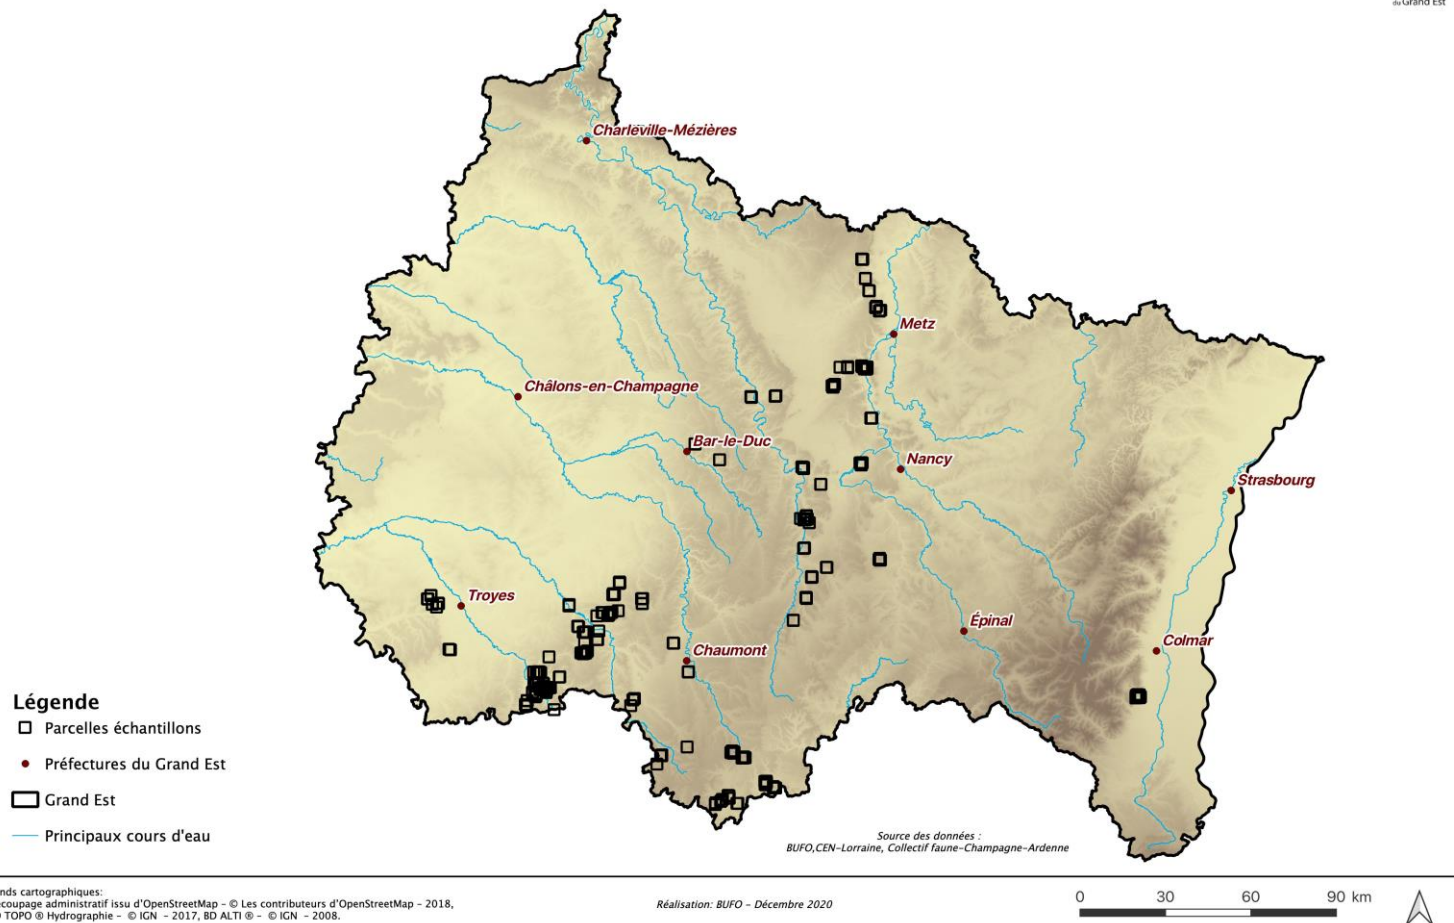 du Grand Est
Charleville-Mézières
Metz
Châlons-en-Champagne
Bar-le-Duc
Nancy
Strasbourg
Troyes
Épinal
Colmar
Chaumont
Légende
Parcelles échantillons
Préfectures du Grand Est
Grand Est
Principaux cours d'eau
Source des données :
BUFO,CEN-Lorraine, Collectif faune-Champagne-Ardenne
nds cartographiques:
coupage administratif issu d'OpenStreetMap - © Les contributeurs d'OpenStreetMap - 2018,
TOPO ® Hydrographie - © IGN - 2017, BD ALTI ® - © IGN - 2008.
Réalisation: BUFO - Décembre 2020
0 30 60 90 km